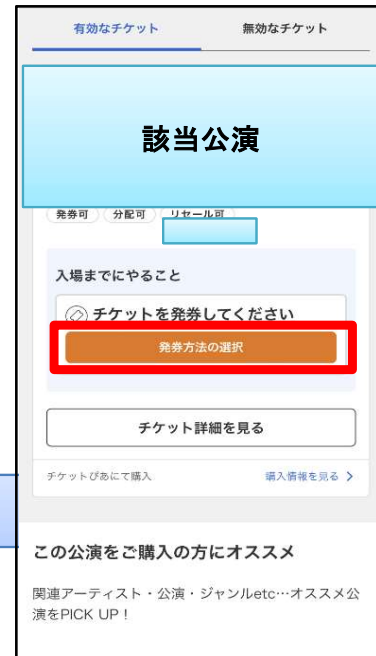 有効なチケット 無効なチケット
該当公演
発券可 分配可 リセール可
入場までにやること
チケットを発券してください
発券方法の選択
チケット詳細を見る
チケットぴあにて購入 購入情報を見る
この公演をご購入の方にオススメ
関連アーティスト・公演・ジャンルetc…オススメ公
演をPICK UP！